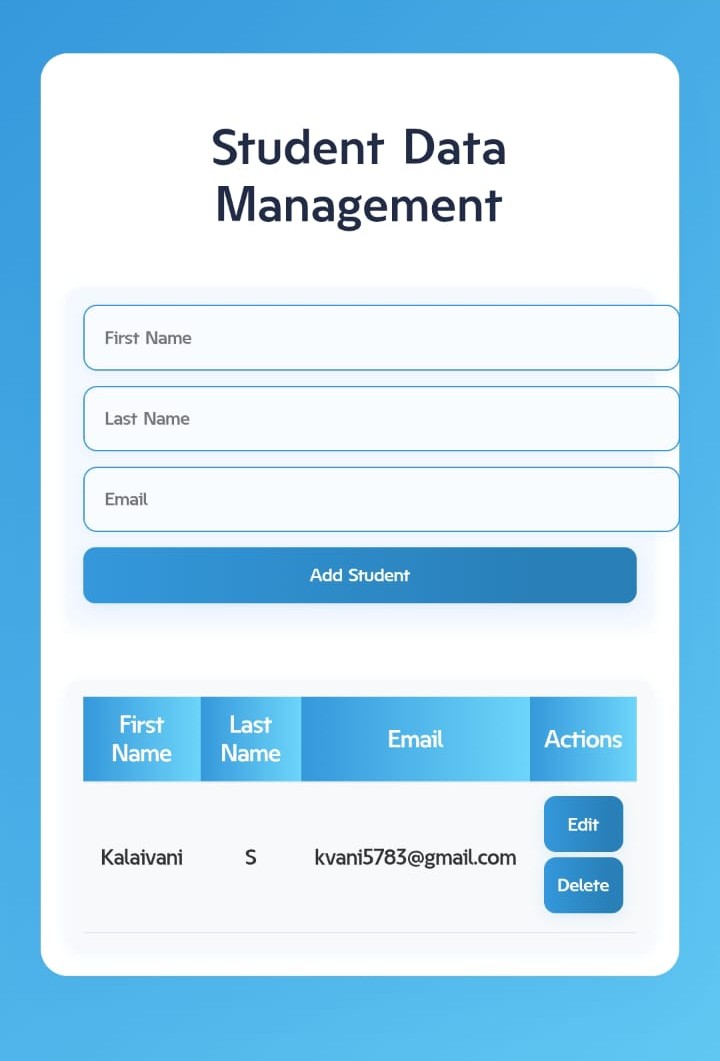 Student Data
Management
First Name
Last Name
Email
Add Student
First Name Last Name Email Actions
Kalaivani S kvani5783@gmail.com Edit
Delete